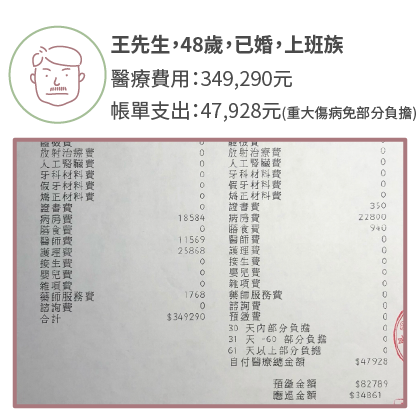 王先生，48歲，已婚，上班族
醫療費用：349,290元
帳單支出：47,928元(重大傷病免部分負擔)
放射治療費 0 放射治療費 0
人工腎臟費 0 人工腎臟費 0
牙科材料費 0 牙科材料費 0
假牙材料費 0 假牙材料費 0
矯正材料費 0 矯正材料費 0
證書費 0 證書費 350
病房費 18584 病房費 22800
膳食費 0 膳食費 940
醫師費 11569 醫師費 0
護理費 25868 護理費 0
接生費 0 接生費 0
嬰兒費 0 嬰兒費 0
雜項費 0 雜項費 0
藥師服務費 1768 藥師服務費 0
諮詢費 0 諮詢費 0
合計 $349290 預繳費 0
30 天內部分負擔 0
31 天 -60 部分負擔 0
61 天以上部分負擔 0
自付醫療總金額 $47928
預繳金額 $82789
應退金額 $34861